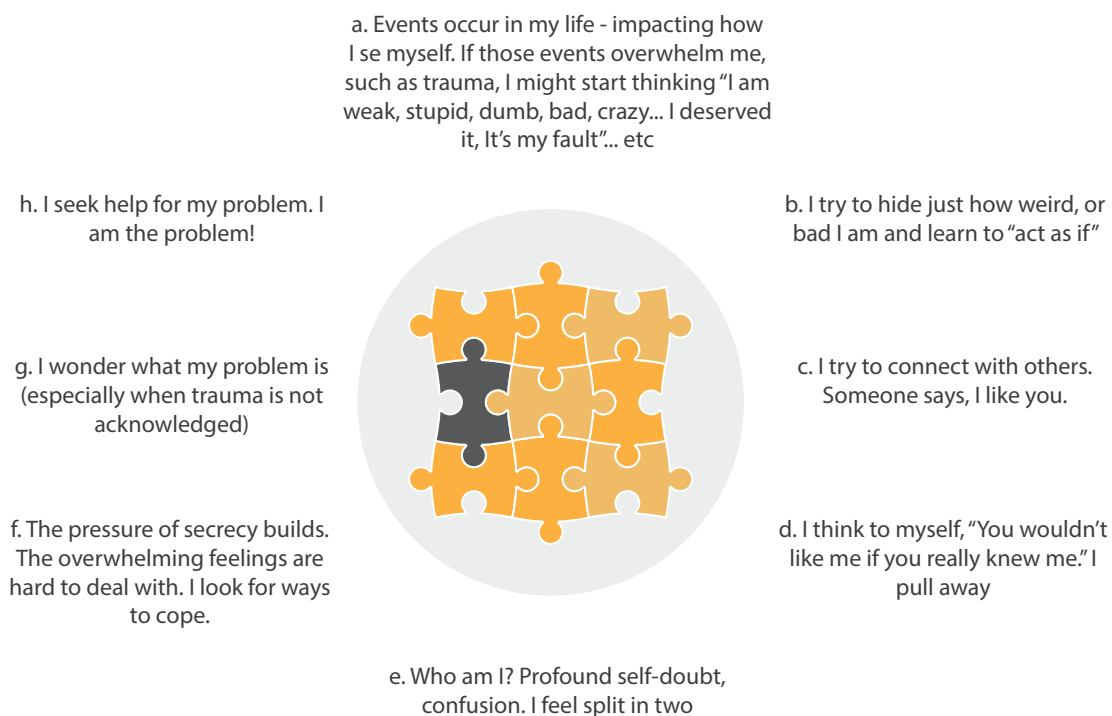 a. Events occur in my life - impacting how
I se myself. If those events overwhelm me,
such as trauma, I might start thinking “I am
weak, stupid, dumb, bad, crazy... I deserved
it, It’s my fault”... etc
b. I try to hide just how weird, or
bad I am and learn to “act as if”
c. I try to connect with others.
Someone says, I like you.
d. I think to myself, “You wouldn’t
like me if you really knew me.” I
pull away
e. Who am I? Profound self-doubt,
confusion. I feel split in two
f. The pressure of secrecy builds.
The overwhelming feelings are
hard to deal with. I look for ways
to cope.
g. I wonder what my problem is
(especially when trauma is not
acknowledged)
h. I seek help for my problem. I
am the problem!